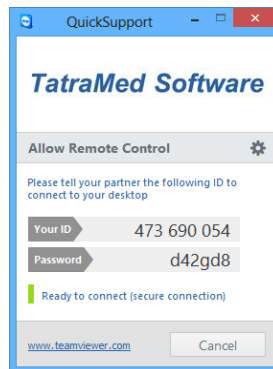 QuickSupport
TatraMed Software
Allow Remote Control
Please tell your partner the following ID to
connect to your desktop
Your ID 473 690 054
Password d42gd8
Ready to connect (secure connection)
www.teamviewer.com Cancel